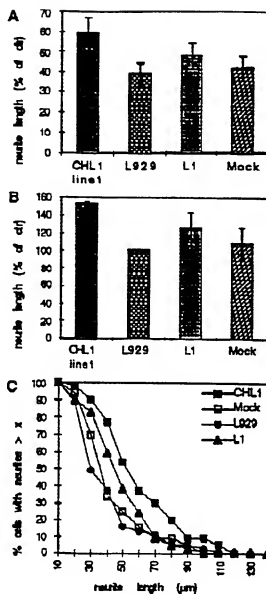 A
neurite length (% of ctr)
70
60
50
40
30
20
10
0
CHL1 L929 L1 Mock
line1
B
neurite length (% of ctr)
160
140
120
100
80
60
40
20
0
CHL1 L929 L1 Mock
line1
C
% cells with neurites > x
100
90
80
70
60
50
40
30
20
10
0
CHL1
Mock
L929
L1
10 30 50 70 90 110 130
neurite length (µm)